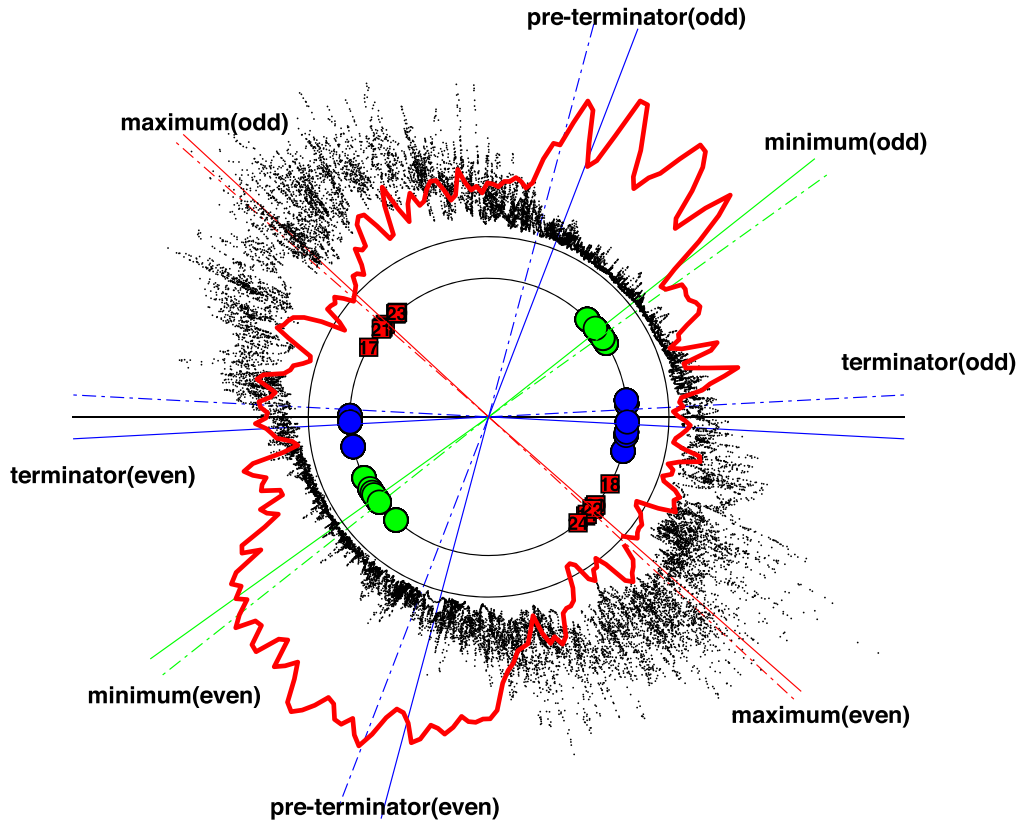 pre-terminator(odd)
maximum(odd)
minimum(odd)
23
21
17
terminator(odd)
terminator(even)
18
22
24
minimum(even)
maximum(even)
pre-terminator(even)